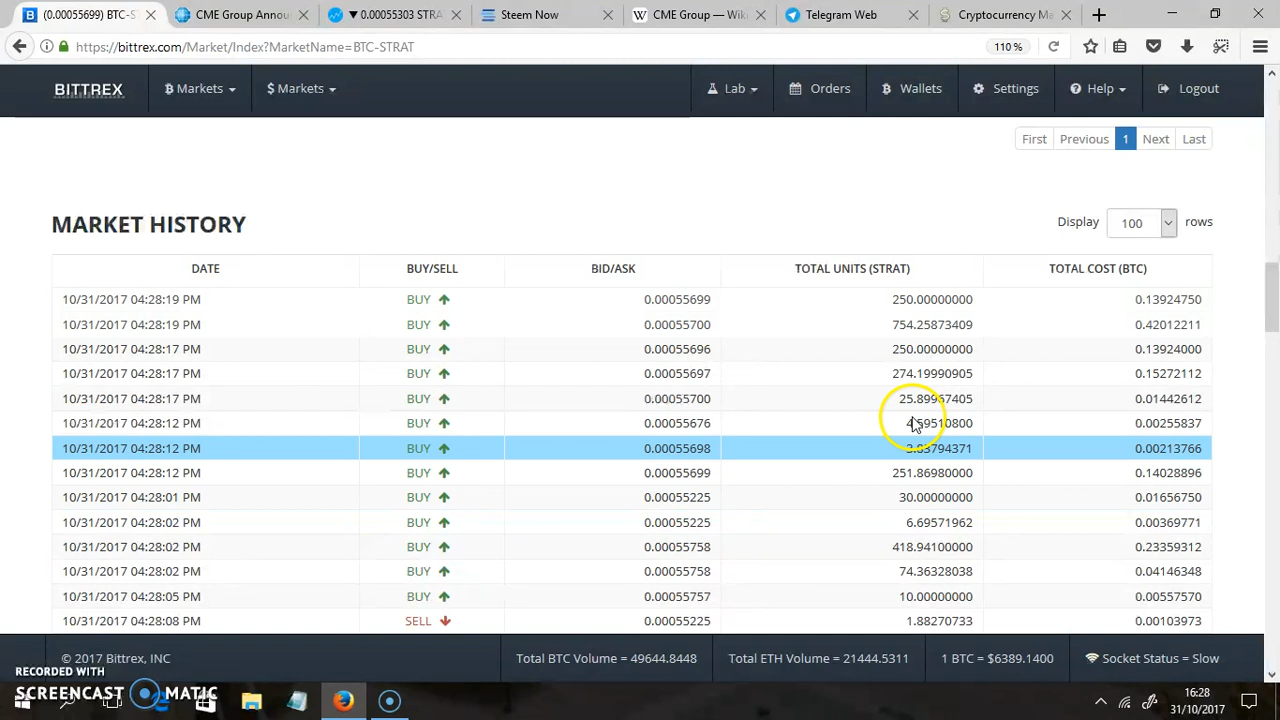 (0.00055699) BTC-S
CME Group Annou
▼ 0.00055303 STRA
Steem Now
CME Group — Wiki
Telegram Web
Cryptocurrency Ma
https://bittrex.com/Market/Index?MarketName=BTC-STRAT
110 %
BITTREX
Markets
$ Markets
Lab
Orders
Wallets
Settings
Help
Logout
First Previous 1 Next Last
MARKET HISTORY
Display 100 rows
DATE BUY/SELL BID/ASK TOTAL UNITS (STRAT) TOTAL COST (BTC)
10/31/2017 04:28:19 PM BUY 0.00055699 250.00000000 0.13924750
10/31/2017 04:28:19 PM BUY 0.00055700 754.25873409 0.42012211
10/31/2017 04:28:17 PM BUY 0.00055696 250.00000000 0.13924000
10/31/2017 04:28:17 PM BUY 0.00055697 274.19990905 0.15272112
10/31/2017 04:28:17 PM BUY 0.00055700 25.89967405 0.01442612
10/31/2017 04:28:12 PM BUY 0.00055676 4.59510800 0.00255837
10/31/2017 04:28:12 PM BUY 0.00055698 3.83794371 0.00213766
10/31/2017 04:28:12 PM BUY 0.00055699 251.86980000 0.14028896
10/31/2017 04:28:01 PM BUY 0.00055225 30.00000000 0.01656750
10/31/2017 04:28:02 PM BUY 0.00055225 6.69571962 0.00369771
10/31/2017 04:28:02 PM BUY 0.00055758 418.94100000 0.23359312
10/31/2017 04:28:02 PM BUY 0.00055758 74.36328038 0.04146348
10/31/2017 04:28:05 PM BUY 0.00055757 10.00000000 0.00557570
10/31/2017 04:28:08 PM SELL 0.00055225 1.88270733 0.00103973
© 2017 Bittrex, INC
Total BTC Volume = 49644.8448
Total ETH Volume = 21444.5311
1 BTC = $6389.1400
Socket Status = Slow
RECORDED WITH
SCREENCAST MATIC
16:28
31/10/2017